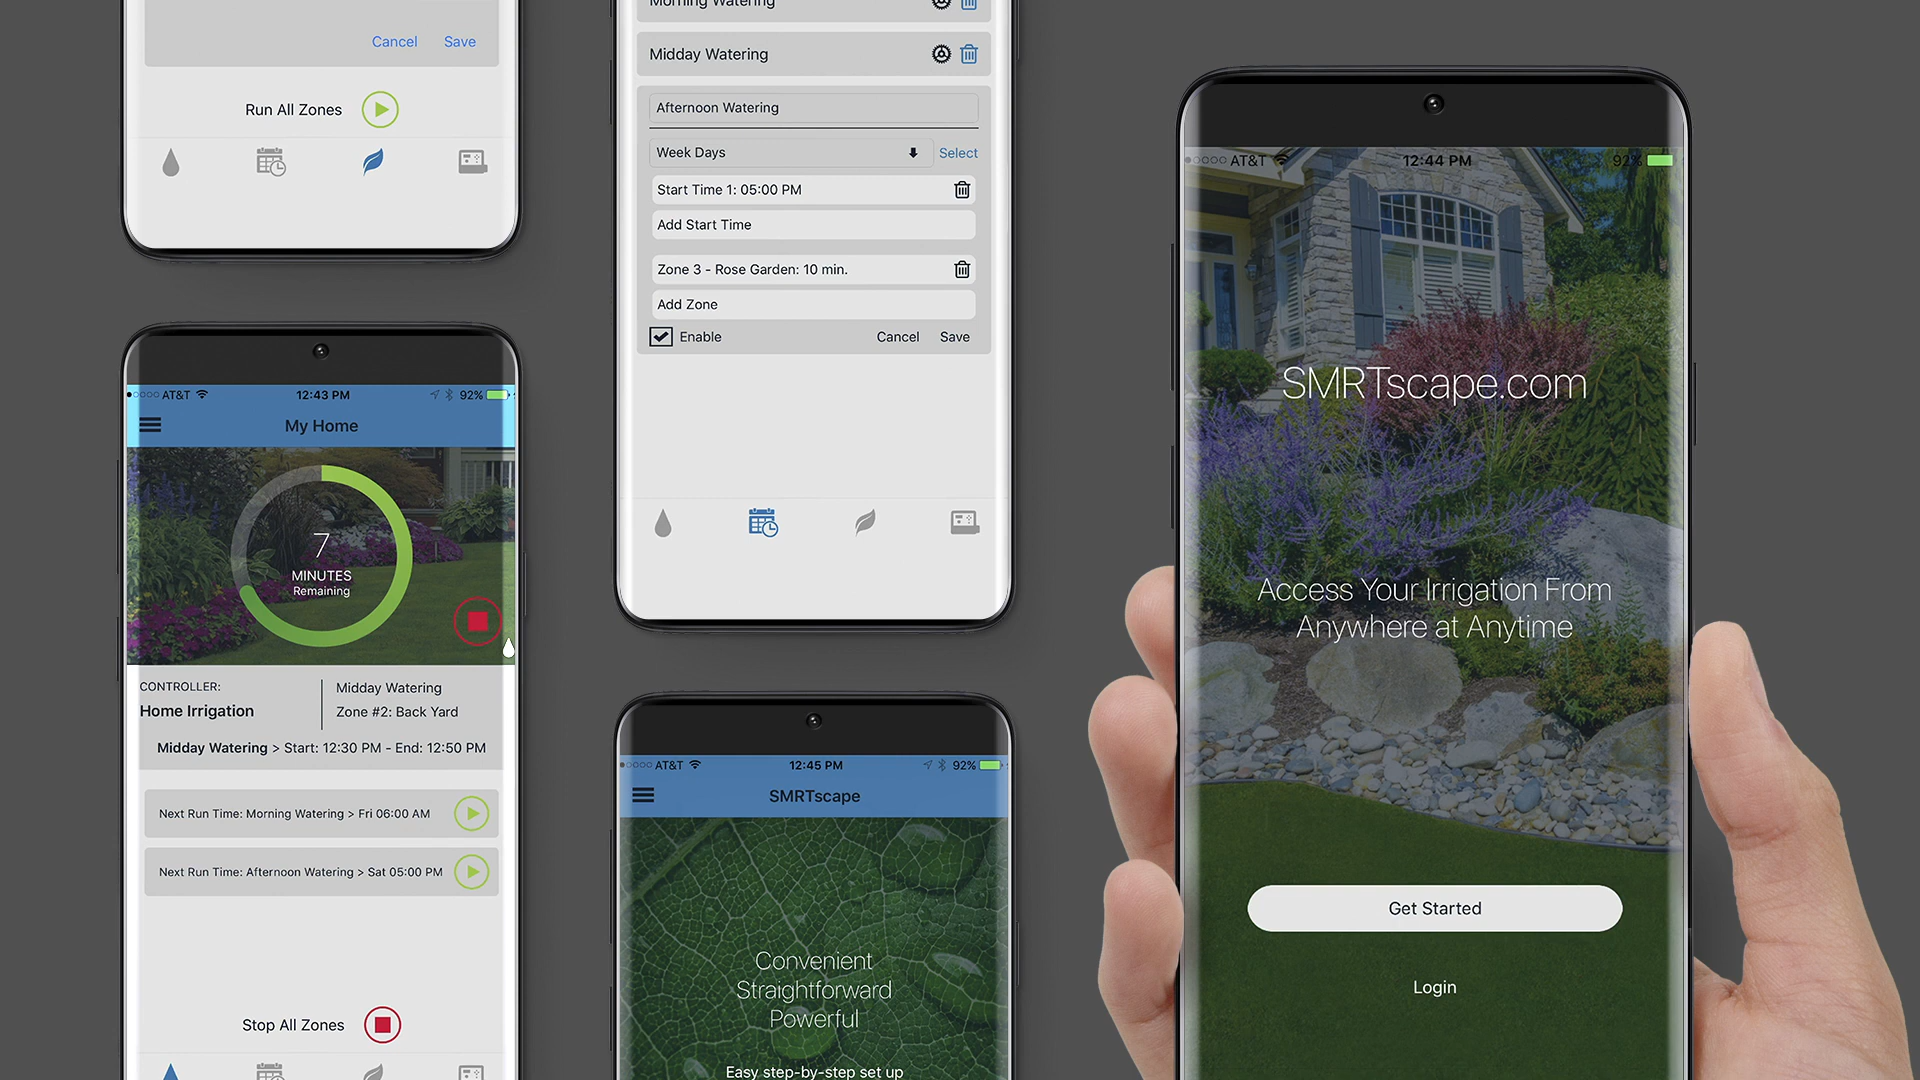 Cancel Save
Run All Zones
AT&T 12:43 PM 92%
My Home
7
MINUTES
Remaining
CONTROLLER:
Home Irrigation
Midday Watering
Zone #2: Back Yard
Midday Watering > Start: 12:30 PM - End: 12:50 PM
Next Run Time: Morning Watering > Fri 06:00 AM
Next Run Time: Afternoon Watering > Sat 05:00 PM
Stop All Zones
Morning Watering
Midday Watering
Afternoon Watering
Week Days Select
Start Time 1: 05:00 PM
Add Start Time
Zone 3 - Rose Garden: 10 min.
Add Zone
Enable Cancel Save
AT&T 12:45 PM 92%
SMRTscape
Convenient
Straightforward
Powerful
Easy step-by-step set up
AT&T 12:44 PM 92%
SMRTscape.com
Access Your Irrigation From
Anywhere at Anytime
Get Started
Login